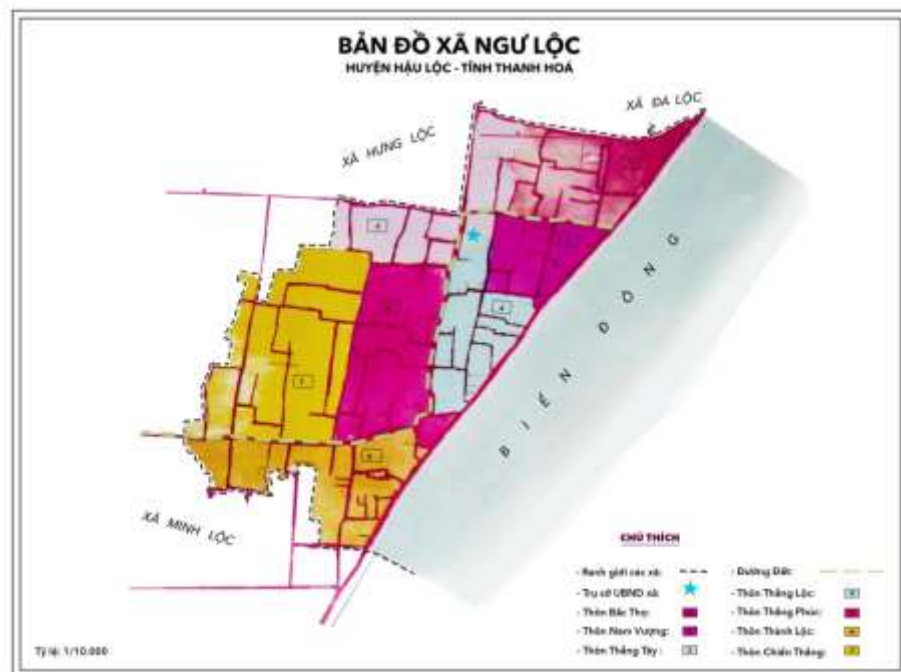 BẢN ĐỒ XÃ NGƯ LỘC
HUYỆN HẬU LỘC - TỈNH THANH HOÁ
XÃ ĐA LỘC
XÃ HƯNG LỘC
BIỂN ĐÔNG
XÃ MINH LỘC
CHÚ THÍCH
- Ranh giới các xã:
- Trụ sở UBND xã:
- Thôn Bắc Thọ:
- Thôn Nam Vượng:
- Thôn Thắng Tây:
- Đường Đất:
- Thôn Thắng Lộc:
- Thôn Thắng Phúc:
- Thôn Thành Lộc:
- Thôn Chiến Thắng:
Tỷ lệ: 1/10.000